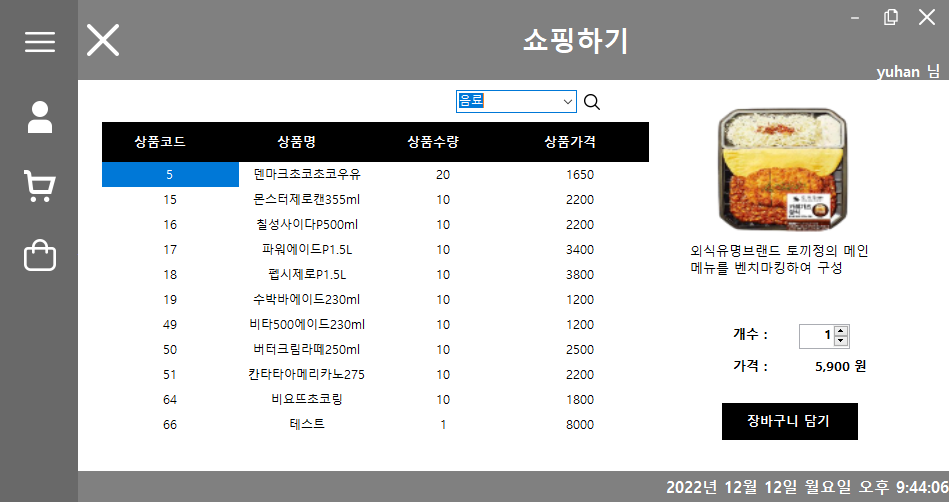 쇼핑하기
yuhan 님
음료
상품코드 상품명 상품수량 상품가격
5 덴마크초코초코우유 20 1650
15 몬스터제로캔355ml 10 2200
16 칠성사이다P500ml 10 2200
17 파워에이드P1.5L 10 3400
18 펩시제로P1.5L 10 3800
19 수박바에이드230ml 10 1200
49 비타500에이드230ml 10 1200
50 버터크림라떼250ml 10 2500
51 칸타타아메리카노275 10 2200
64 비요뜨초코링 10 1800
66 테스트 1 8000
외식유명브랜드 토끼정의 메인
메뉴를 벤치마킹하여 구성
개수 : 1
가격 : 5,900 원
장바구니 담기
2022년 12월 12일 월요일 오후 9:44:06